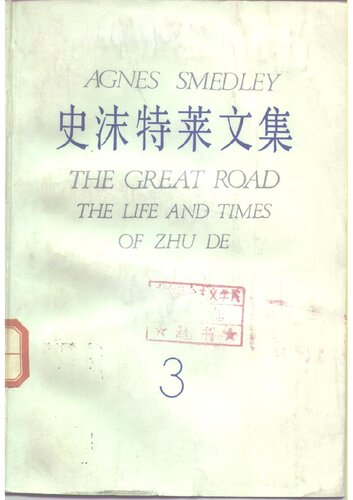 AGNES SMEDLEY
史沫特莱文集
THE GREAT ROAD
THE LIFE AND TIMES
OF ZHU DE
3